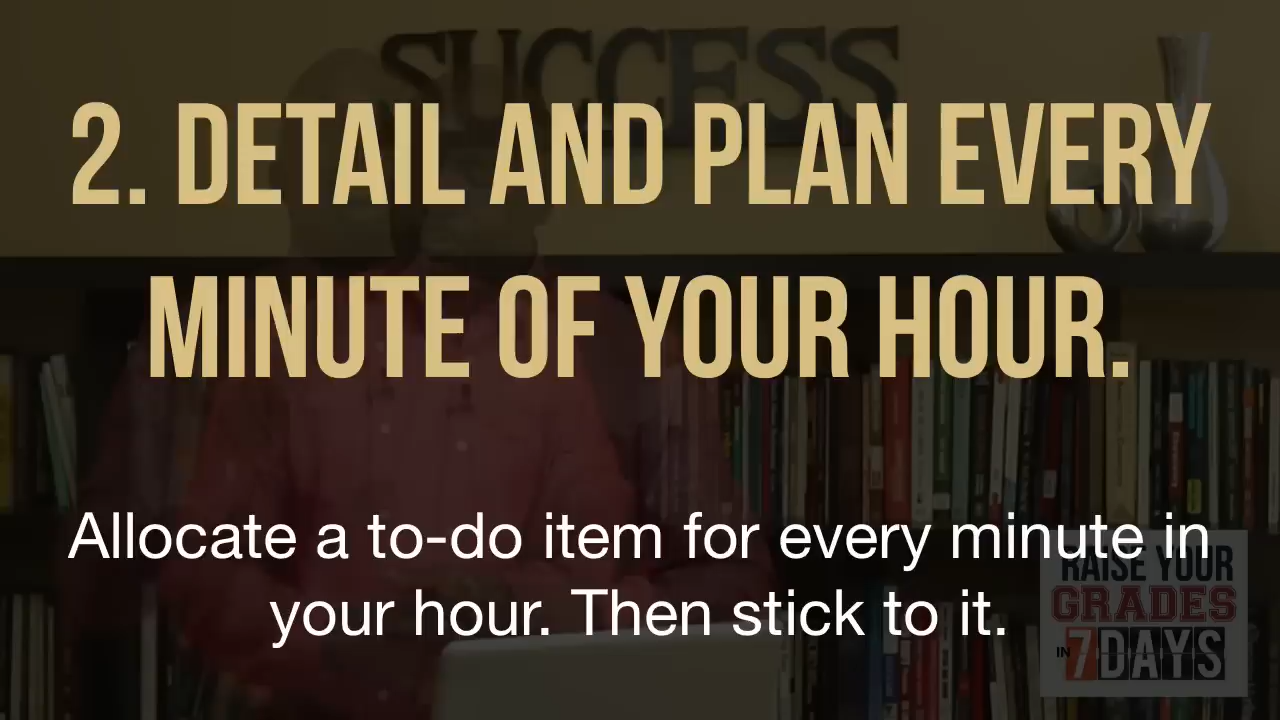 SUCCESS
2. DETAIL AND PLAN EVERY
MINUTE OF YOUR HOUR.
Allocate a to-do item for every minute in
your hour. Then stick to it.
RAISE YOUR
GRADES
IN 7 DAYS